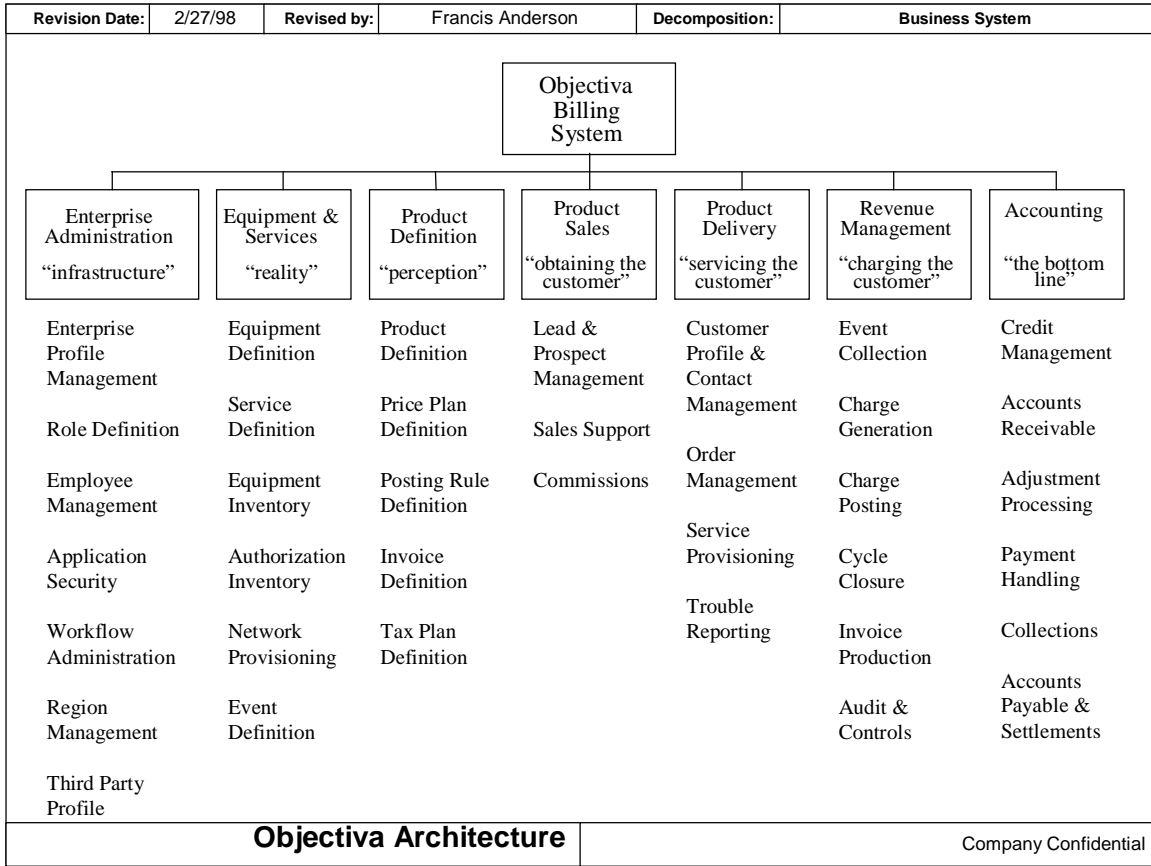 Revision Date: 2/27/98 Revised by: Francis Anderson Decomposition: Business System
Objectiva
Billing
System
Enterprise
Administration
“infrastructure”
Equipment &
Services
“reality”
Product
Definition
“perception”
Product
Sales
“obtaining the
customer”
Product
Delivery
“servicing the
customer”
Revenue
Management
“charging the
customer”
Accounting
“the bottom
line”
Enterprise
Profile
Management
Role Definition
Employee
Management
Application
Security
Workflow
Administration
Region
Management
Third Party
Profile
Equipment
Definition
Service
Definition
Equipment
Inventory
Authorization
Inventory
Network
Provisioning
Event
Definition
Product
Definition
Price Plan
Definition
Posting Rule
Definition
Invoice
Definition
Tax Plan
Definition
Lead &
Prospect
Management
Sales Support
Commissions
Customer
Profile &
Contact
Management
Order
Management
Service
Provisioning
Trouble
Reporting
Event
Collection
Charge
Generation
Charge
Posting
Cycle
Closure
Invoice
Production
Audit &
Controls
Credit
Management
Accounts
Receivable
Adjustment
Processing
Payment
Handling
Collections
Accounts
Payable &
Settlements
Objectiva Architecture
Company Confidential